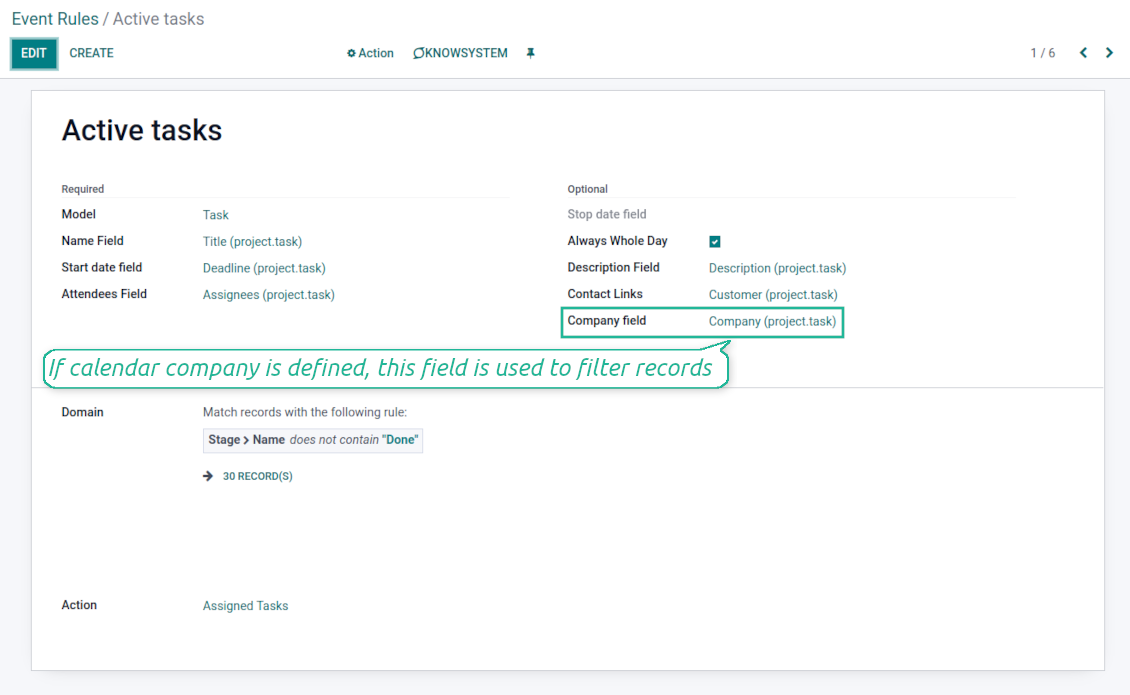 Event Rules / Active tasks
EDIT CREATE Action KNOWSYSTEM 1 / 6
Active tasks
Required Optional
Model Task Stop date field
Name Field Title (project.task) Always Whole Day
Start date field Deadline (project.task) Description Field Description (project.task)
Attendees Field Assignees (project.task) Contact Links Customer (project.task)
Company field Company (project.task)
If calendar company is defined, this field is used to filter records
Domain Match records with the following rule:
Stage > Name does not contain "Done"
30 RECORD(S)
Action Assigned Tasks